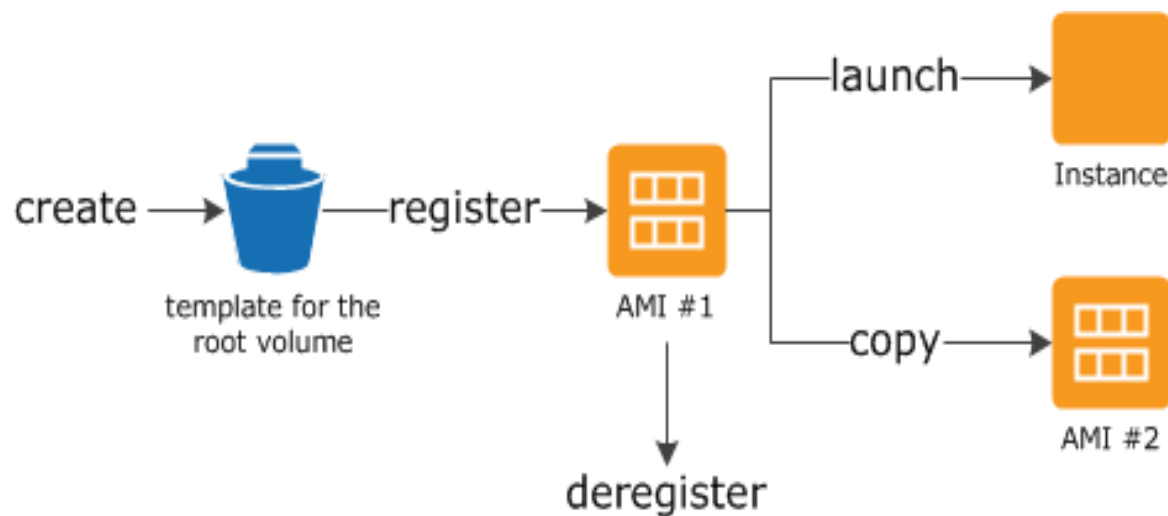 create
template for the
root volume
register
AMI #1
deregister
launch
Instance
copy
AMI #2